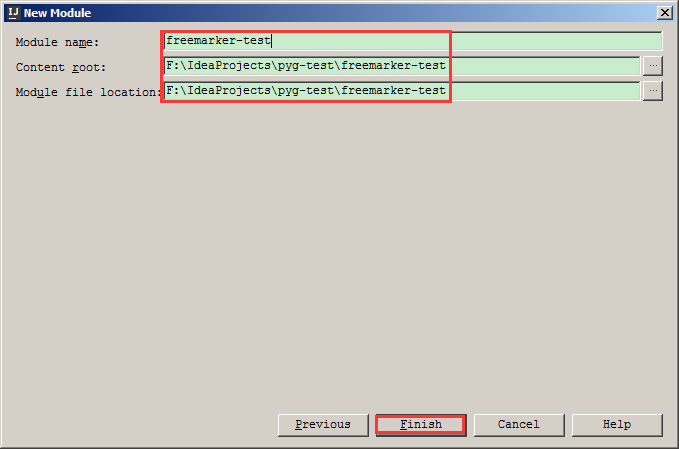 IJ New Module
Module name: freemarker-test
Content root: F:\IdeaProjects\pyg-test\freemarker-test ...
Module file location: F:\IdeaProjects\pyg-test\freemarker-test ...
Previous Finish Cancel Help